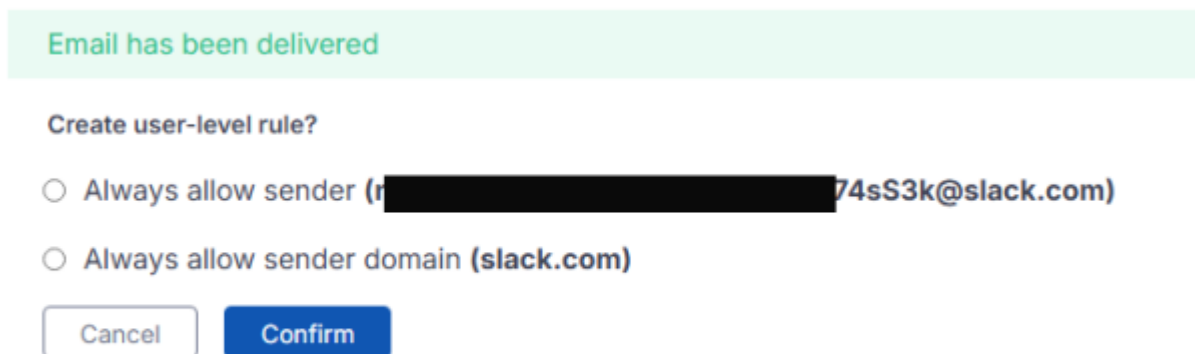 Email has been delivered
Create user-level rule?
Always allow sender (r 74sS3k@slack.com)
Always allow sender domain (slack.com)
Cancel
Confirm